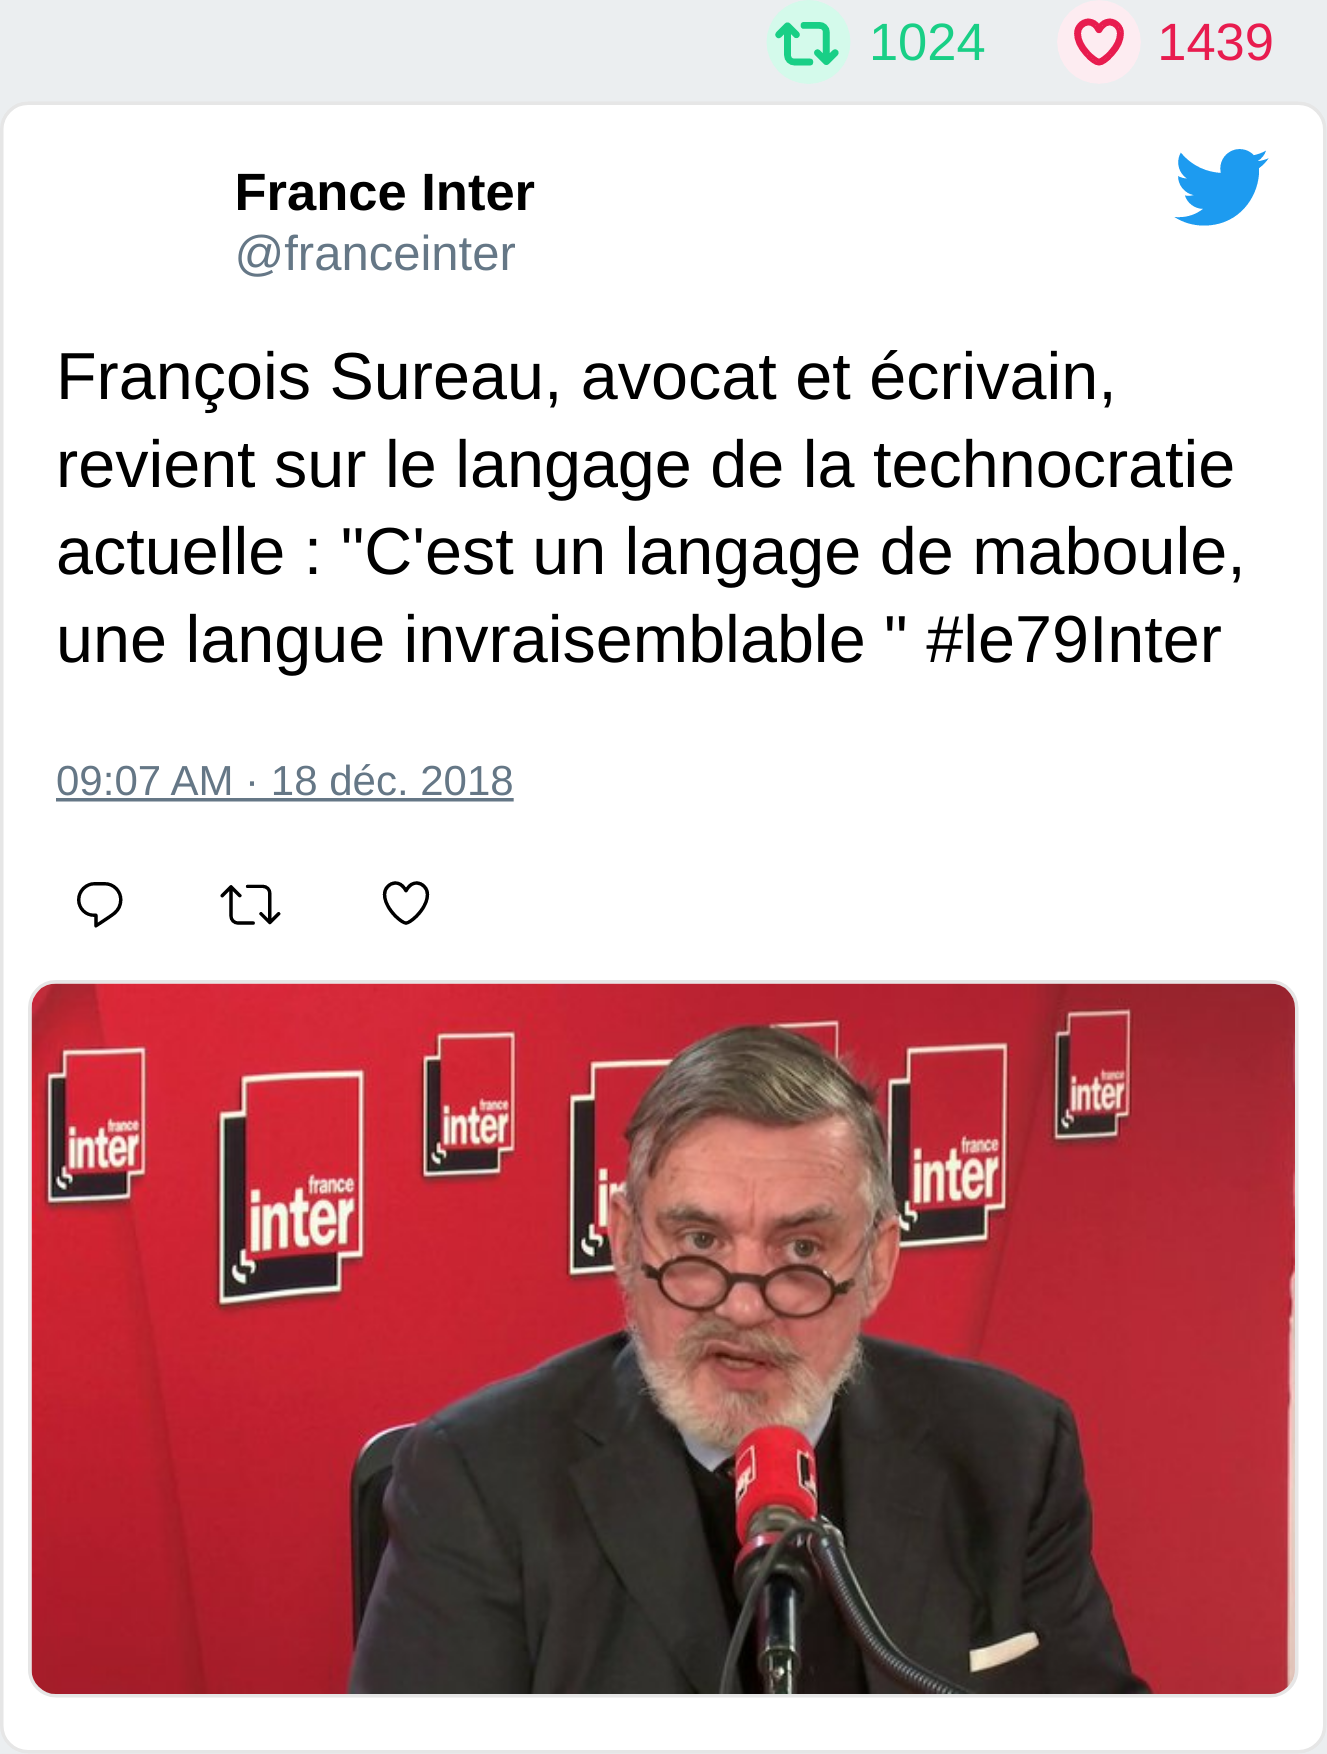 1024 1439
France Inter
@franceinter
François Sureau, avocat et écrivain,
revient sur le langage de la technocratie
actuelle : "C'est un langage de maboule,
une langue invraisemblable " #le79Inter
09:07 AM · 18 déc. 2018
france
inter
france
inter
france
inter
france
inter
france
inter